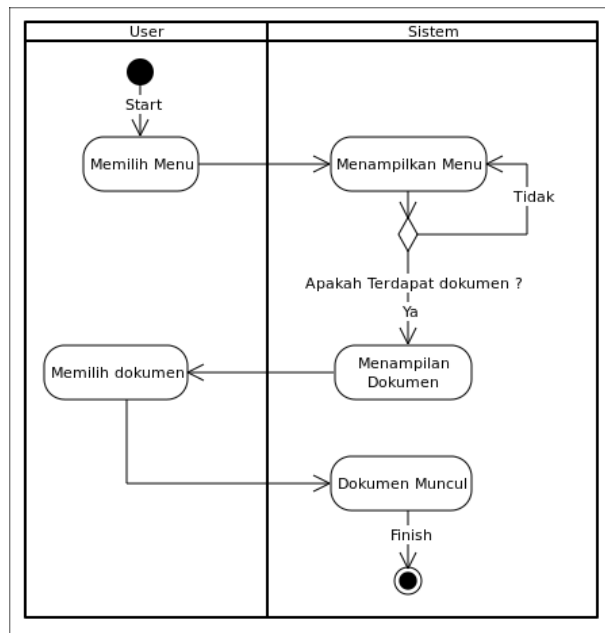 User
Sistem
Start
Memilih Menu
Menampilkan Menu
Tidak
Apakah Terdapat dokumen ?
Ya
Menampilan
Dokumen
Memilih dokumen
Dokumen Muncul
Finish